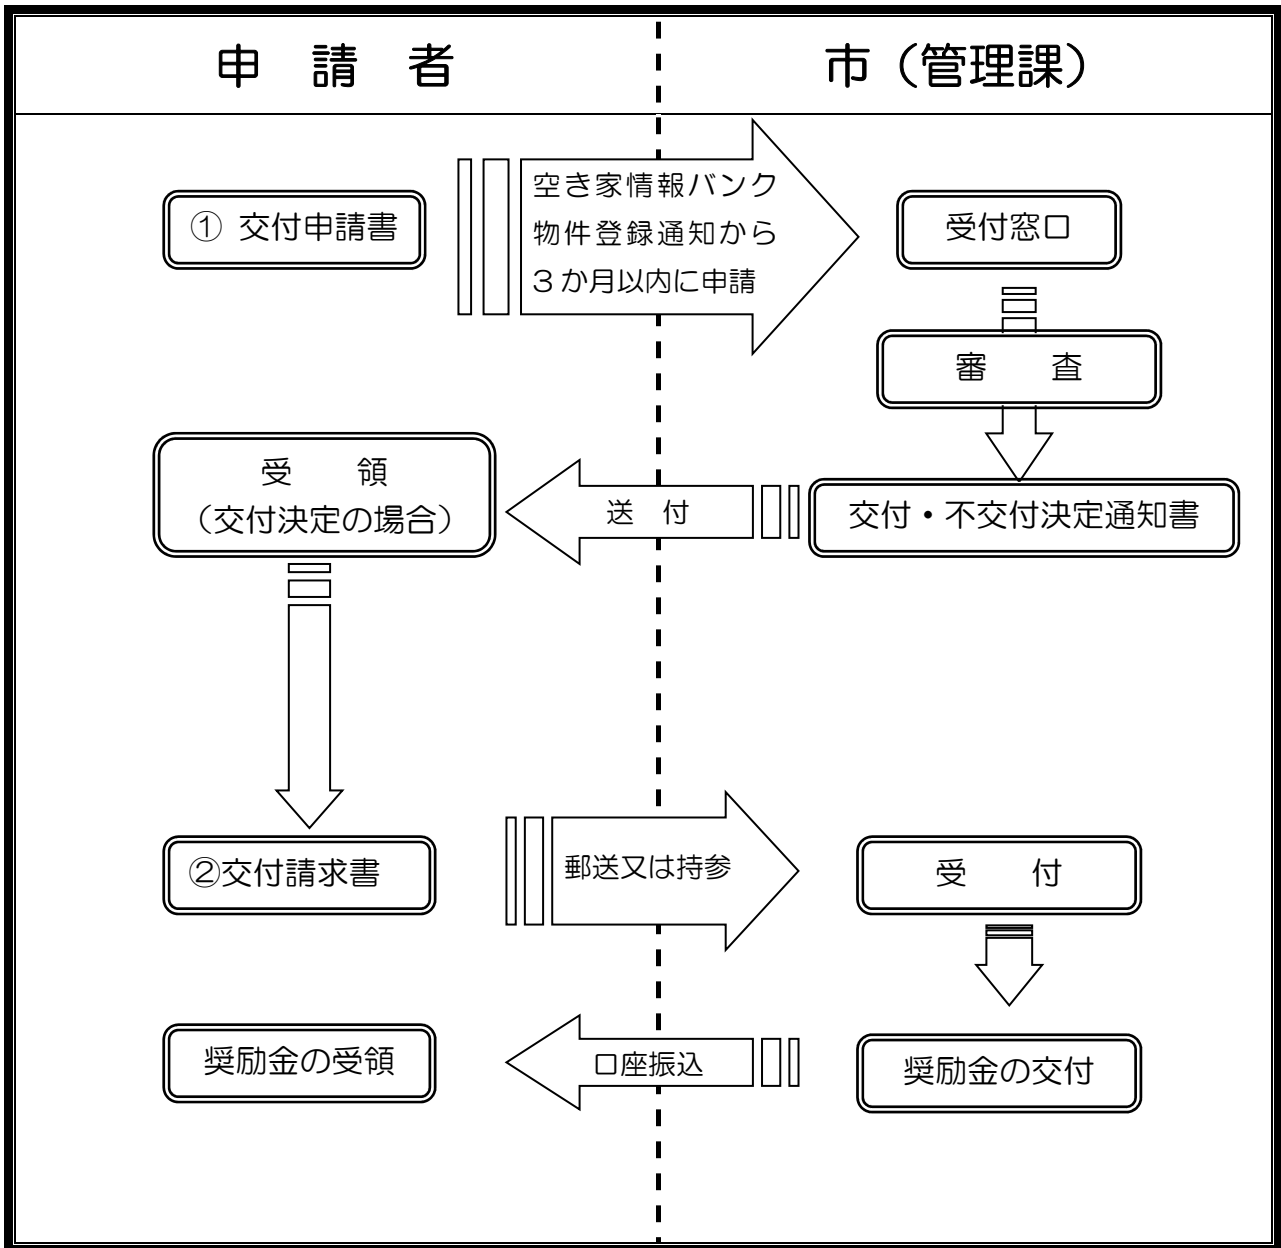 申　請　者
市（管理課）
① 交付申請書
空き家情報バンク
物件登録通知から
3か月以内に申請
受付窓口
審　　査
交付・不交付決定通知書
送　付
受　　領
（交付決定の場合）
②交付請求書
郵送又は持参
受　　付
奨励金の交付
口座振込
奨励金の受領